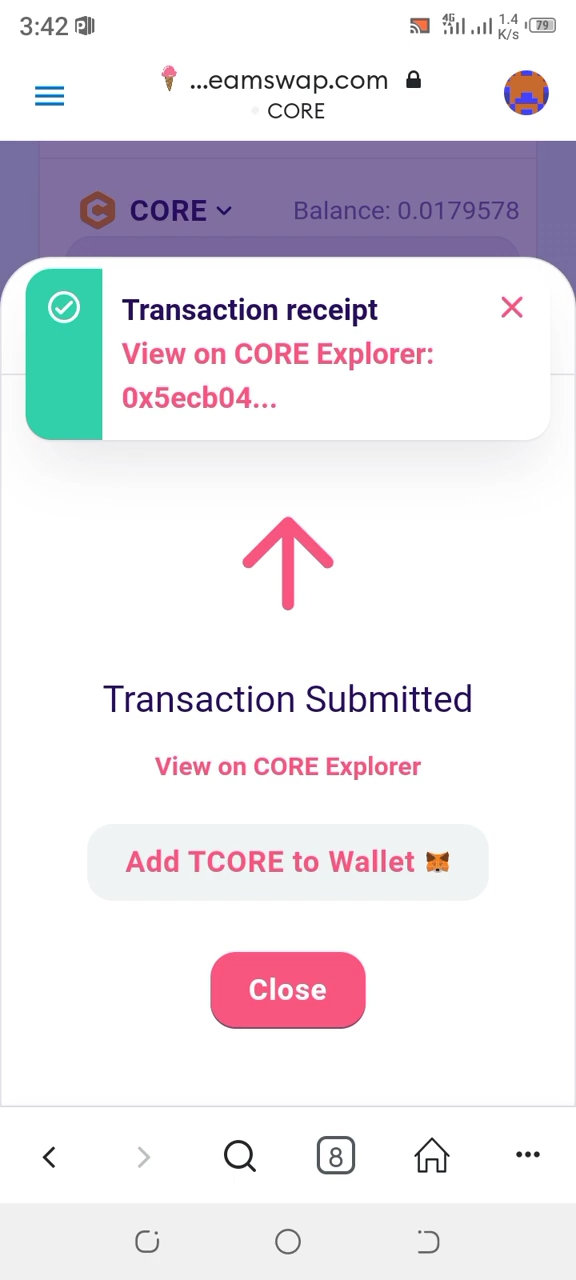 3:42
4G
1.4
K/s
79
...eamswap.com
CORE
CORE
Balance: 0.0179578
Transaction receipt
View on CORE Explorer:
0x5ecb04...
Transaction Submitted
View on CORE Explorer
Add TCORE to Wallet
Close
8